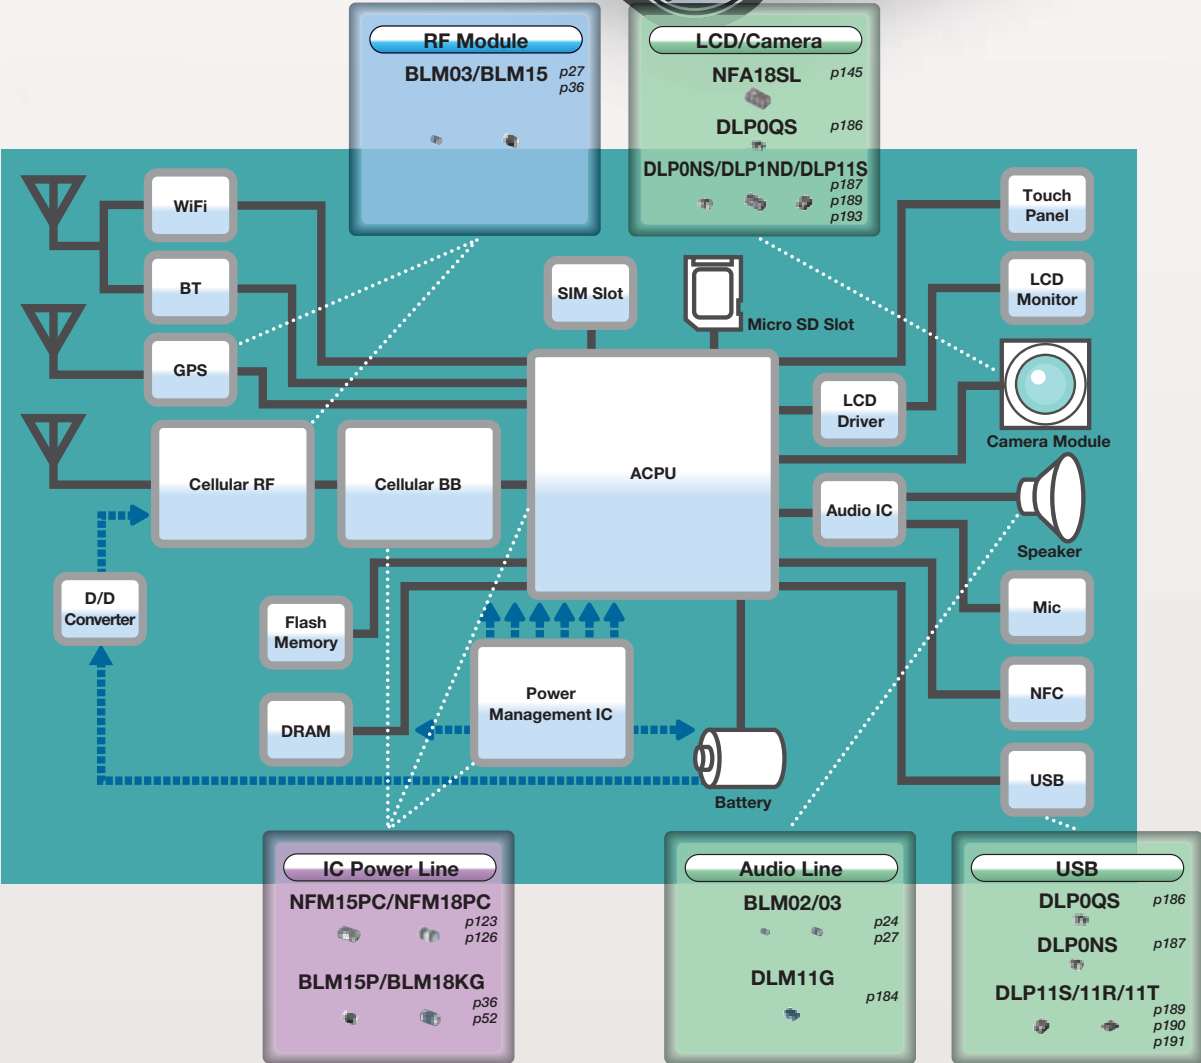 RF Module
BLM03/BLM15 p27
p36
LCD/Camera
NFA18SL p145
DLP0QS p186
DLP0NS/DLP1ND/DLP11S
p187
p189
p193
WiFi
BT
GPS
SIM Slot
Micro SD Slot
Touch
Panel
LCD
Monitor
LCD
Driver
Camera Module
Cellular RF
Cellular BB
ACPU
Audio IC
Speaker
D/D
Converter
Flash
Memory
Mic
Power
Management IC
NFC
DRAM
USB
Battery
IC Power Line
NFM15PC/NFM18PC
p123
p126
BLM15P/BLM18KG
p36
p52
Audio Line
BLM02/03
p24
p27
DLM11G
p184
USB
DLP0QS p186
DLP0NS p187
DLP11S/11R/11T
p189
p190
p191